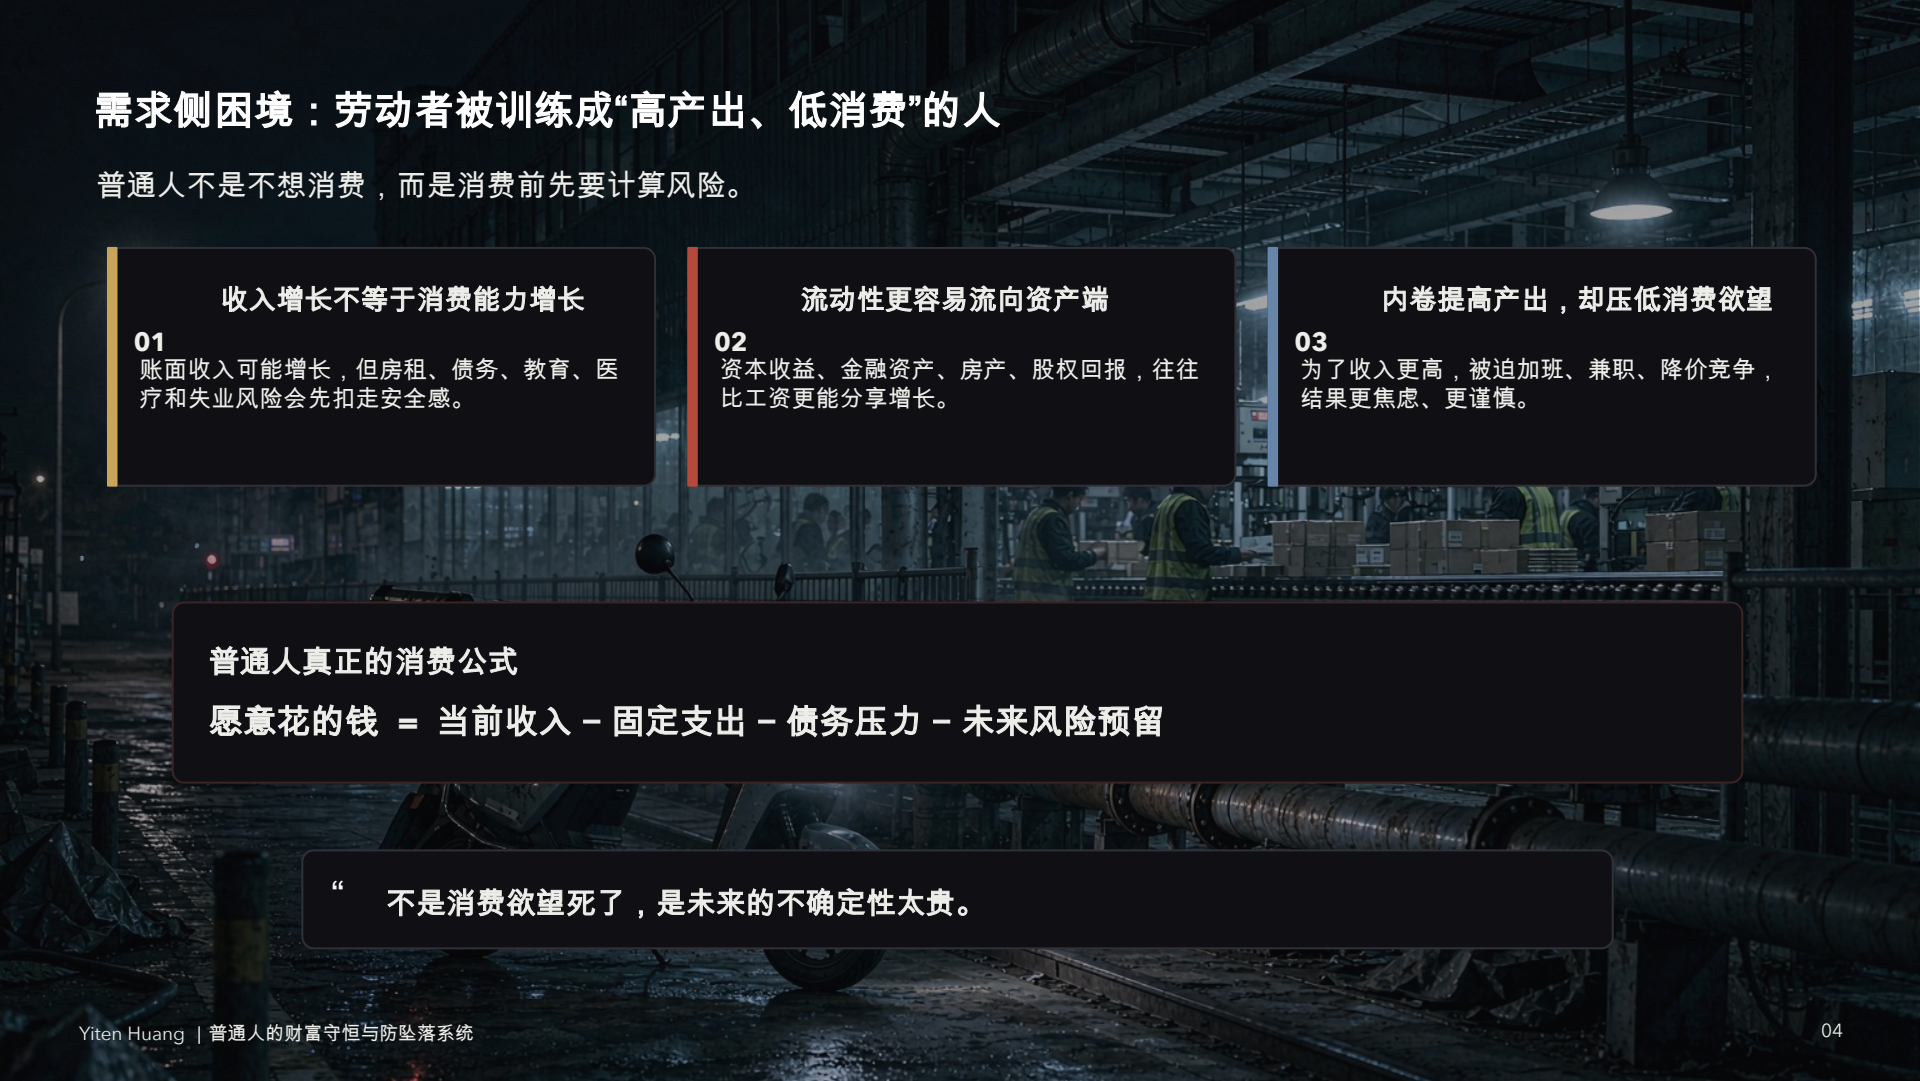 需求侧困境：劳动者被训练成“高产出、低消费”的人
普通人不是不想消费，而是消费前先要计算风险。
收入增长不等于消费能力增长
01
账面收入可能增长，但房租、债务、教育、医
疗和失业风险会先扣走安全感。
流动性更容易流向资产端
02
资本收益、金融资产、房产、股权回报，往往
比工资更能分享增长。
内卷提高产出，却压低消费欲望
03
为了收入更高，被迫加班、兼职、降价竞争，
结果更焦虑、更谨慎。
普通人真正的消费公式
愿意花的钱 = 当前收入 – 固定支出 – 债务压力 – 未来风险预留
“ 不是消费欲望死了，是未来的不确定性太贵。
Yiten Huang | 普通人的财富守恒与防坠落系统
04